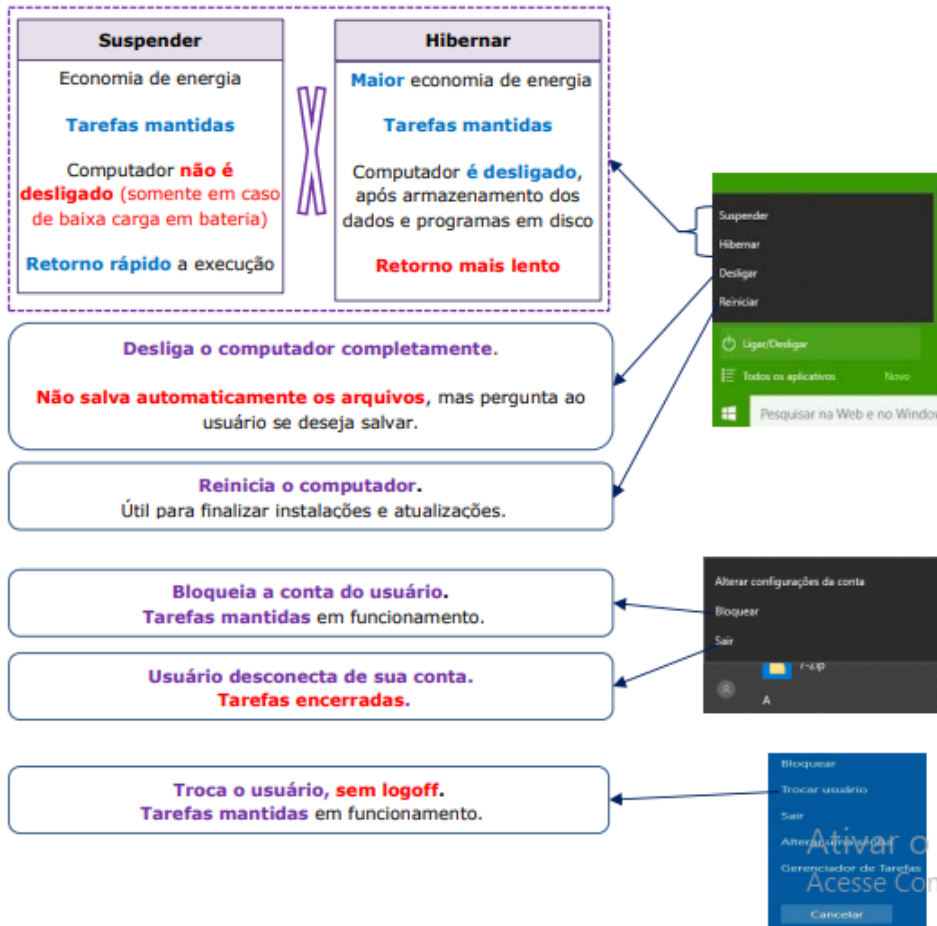 Suspender
Economia de energia
Tarefas mantidas
Computador não é
desligado (somente em caso
de baixa carga em bateria)
Retorno rápido a execução
X
Hibernar
Maior economia de energia
Tarefas mantidas
Computador é desligado,
após armazenamento dos
dados e programas em disco
Retorno mais lento
Suspender
Hibernar
Desligar
Reiniciar
Ligar/Desligar
Todos os aplicativos Novo
Pesquisar na Web e no Window
Desliga o computador completamente.
Não salva automaticamente os arquivos, mas pergunta ao
usuário se deseja salvar.
Reinicia o computador.
Útil para finalizar instalações e atualizações.
Bloqueia a conta do usuário.
Tarefas mantidas em funcionamento.
Usuário desconecta de sua conta.
Tarefas encerradas.
Alterar configurações da conta
Bloquear
Sair
7-Zip
A
Troca o usuário, sem logoff.
Tarefas mantidas em funcionamento.
Bloquear
Trocar usuário
Sair
Alterar uma senha
Ativar o
Gerenciador de Tarefas
Acesse Con
Cancelar